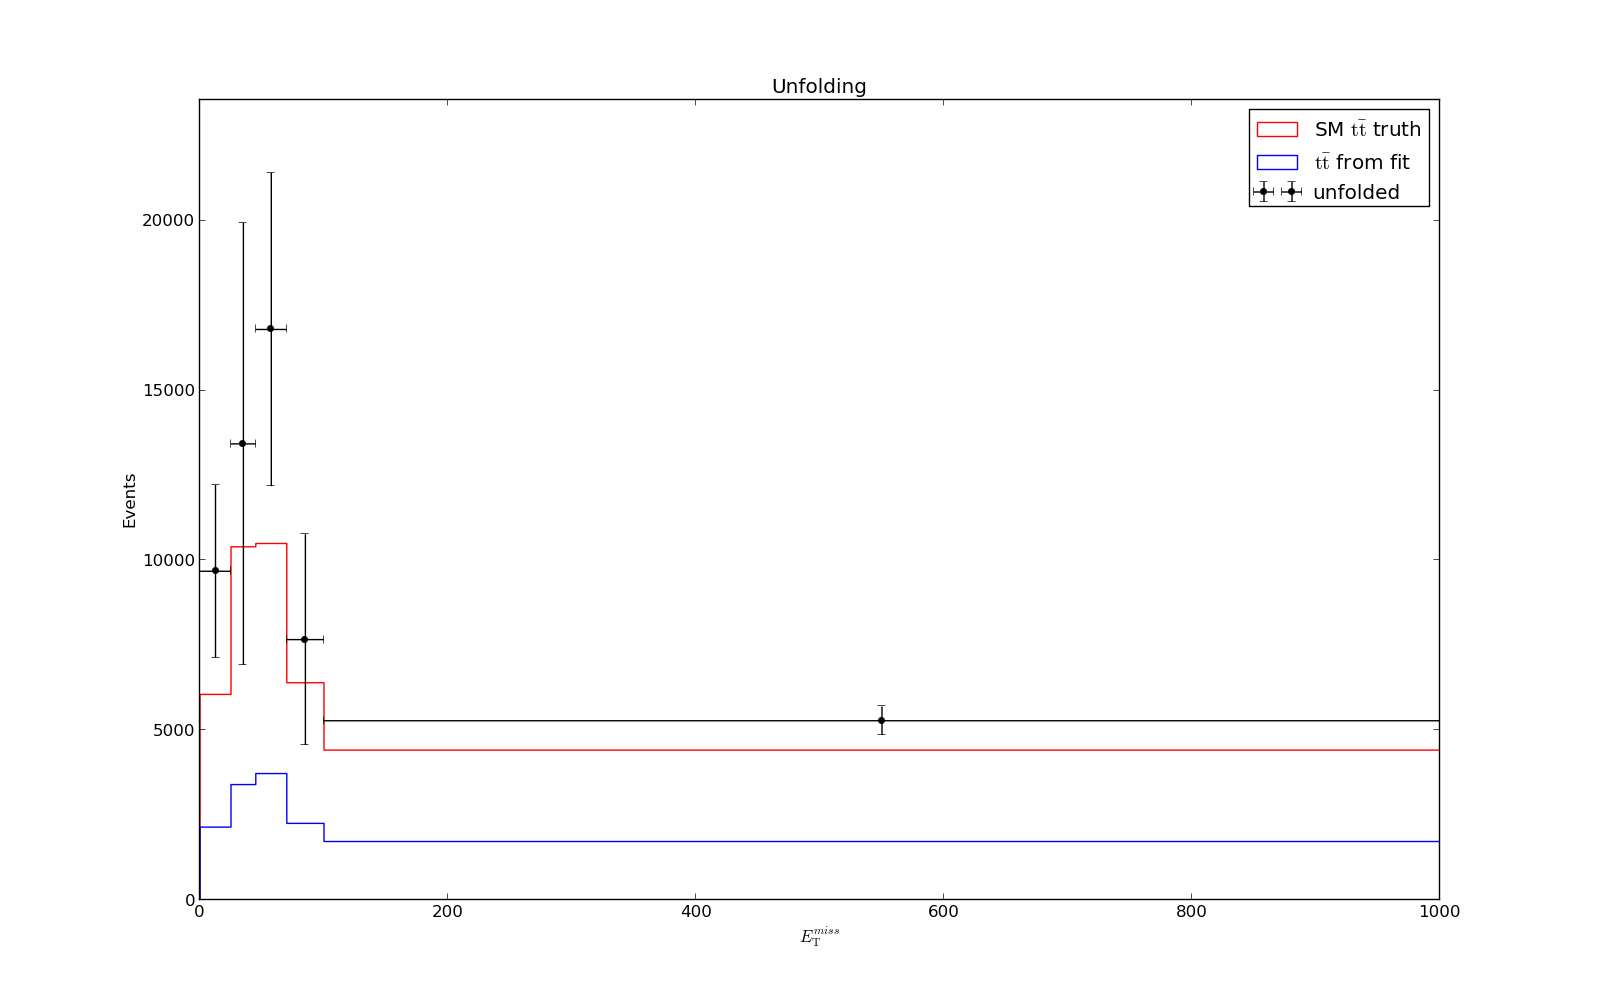 Unfolding
SM tt̄ truth
tt̄ from fit
unfolded
Events
20000
15000
10000
5000
0
0 200 400 600 800 1000
E_T^miss